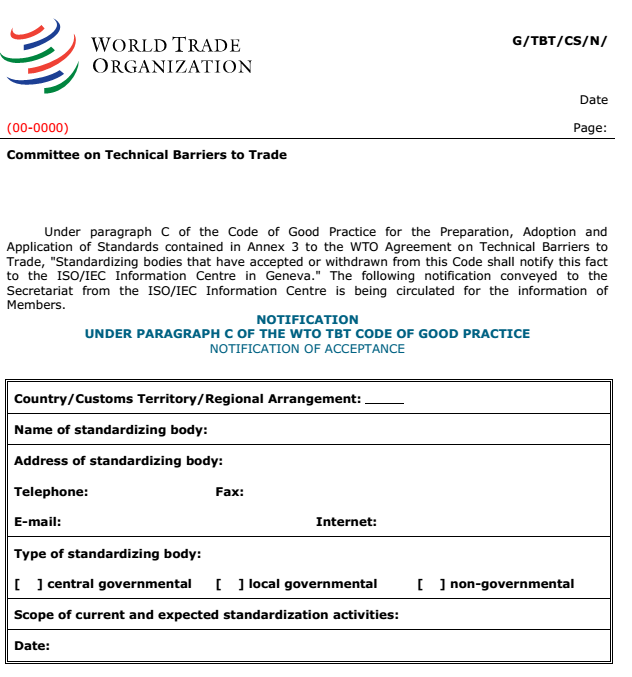 WORLD TRADE
ORGANIZATION
G/TBT/CS/N/
Date
(00-0000)
Page:
Committee on Technical Barriers to Trade
Under paragraph C of the Code of Good Practice for the Preparation, Adoption and
Application of Standards contained in Annex 3 to the WTO Agreement on Technical Barriers to
Trade, "Standardizing bodies that have accepted or withdrawn from this Code shall notify this fact
to the ISO/IEC Information Centre in Geneva." The following notification conveyed to the
Secretariat from the ISO/IEC Information Centre is being circulated for the information of
Members.
NOTIFICATION
UNDER PARAGRAPH C OF THE WTO TBT CODE OF GOOD PRACTICE
NOTIFICATION OF ACCEPTANCE
Country/Customs Territory/Regional Arrangement: _____
Name of standardizing body:
Address of standardizing body:
Telephone: Fax:
E-mail: Internet:
Type of standardizing body:
[ ] central governmental [ ] local governmental [ ] non-governmental
Scope of current and expected standardization activities:
Date: